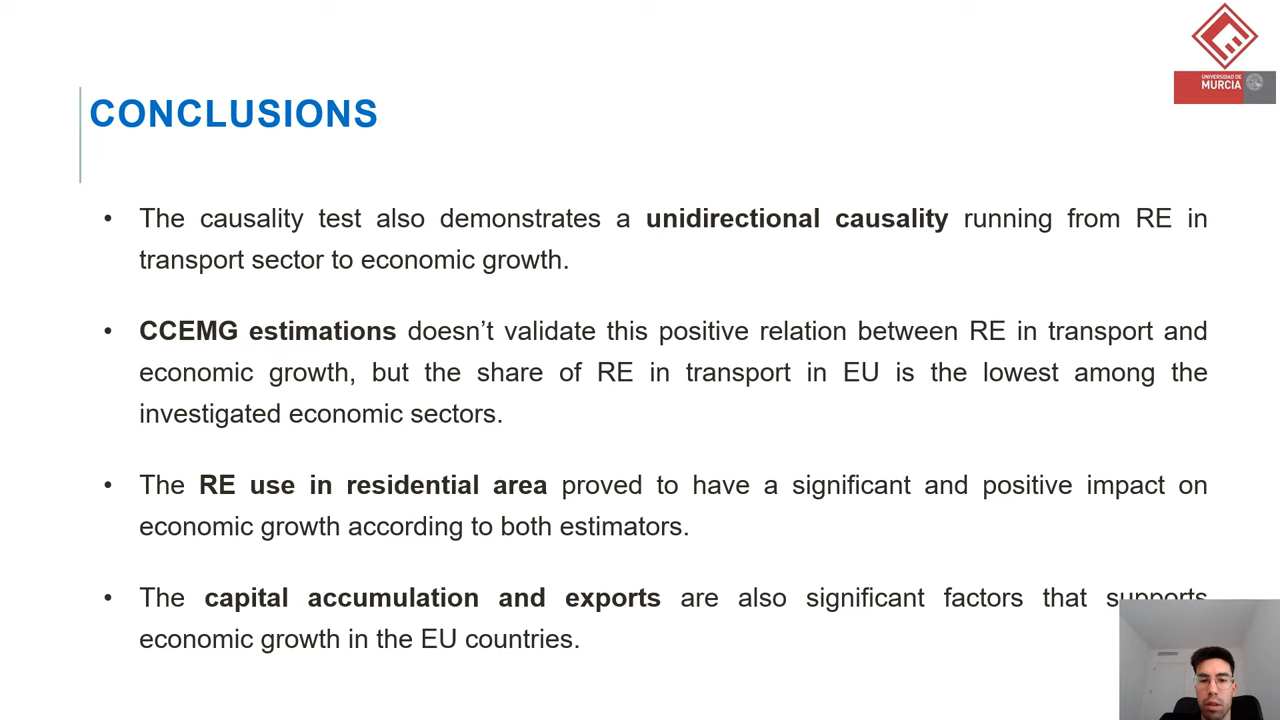 UNIVERSIDAD DE
MURCIA
CONCLUSIONS
• The causality test also demonstrates a unidirectional causality running from RE in
transport sector to economic growth.
• CCEMG estimations doesn’t validate this positive relation between RE in transport and
economic growth, but the share of RE in transport in EU is the lowest among the
investigated economic sectors.
• The RE use in residential area proved to have a significant and positive impact on
economic growth according to both estimators.
• The capital accumulation and exports are also significant factors that supports
economic growth in the EU countries.